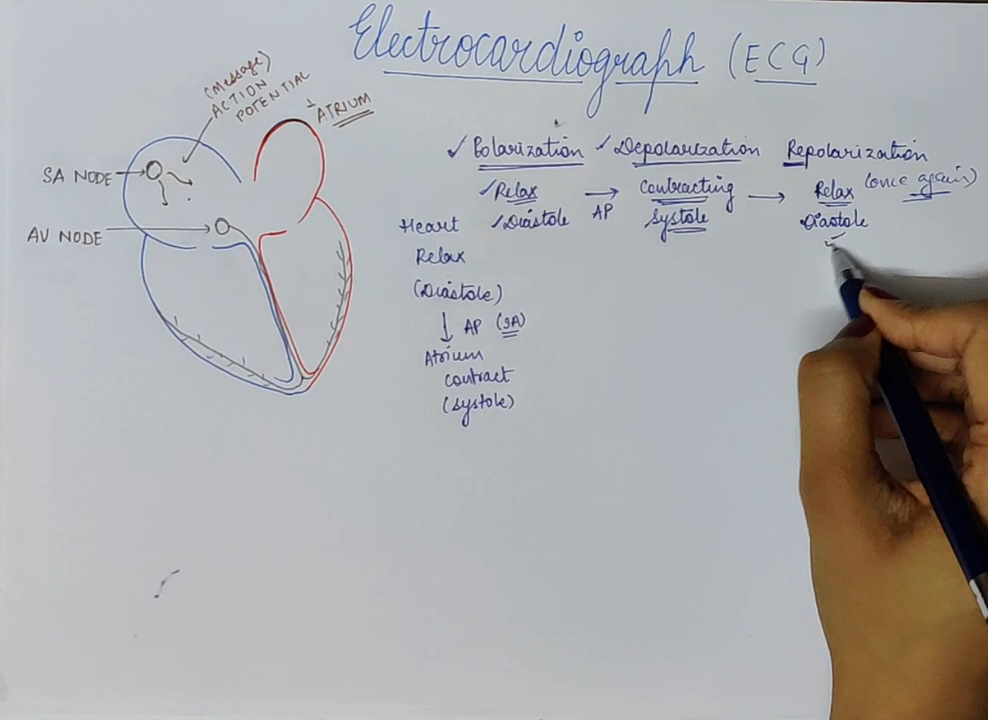 Electrocardiograph (ECG)
(Message)
ACTION
POTENTIAL
ATRIUM
SA NODE
AV NODE
✓ Polarization ✓ Depolarization Repolarization
✓ Relax → Contracting → Relax (once again)
✓ Diastole AP Systole Diastole
Heart
Relax
(Diastole)
↓ AP (SA)
Atrium
contract
(systole)